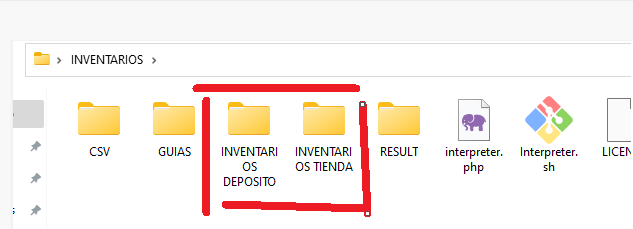 INVENTARIOS
CSV
GUIAS
INVENTARI
OS
DEPOSITO
INVENTARI
OS TIENDA
RESULT
interpreter.
php
Interpreter.
sh
LICEN